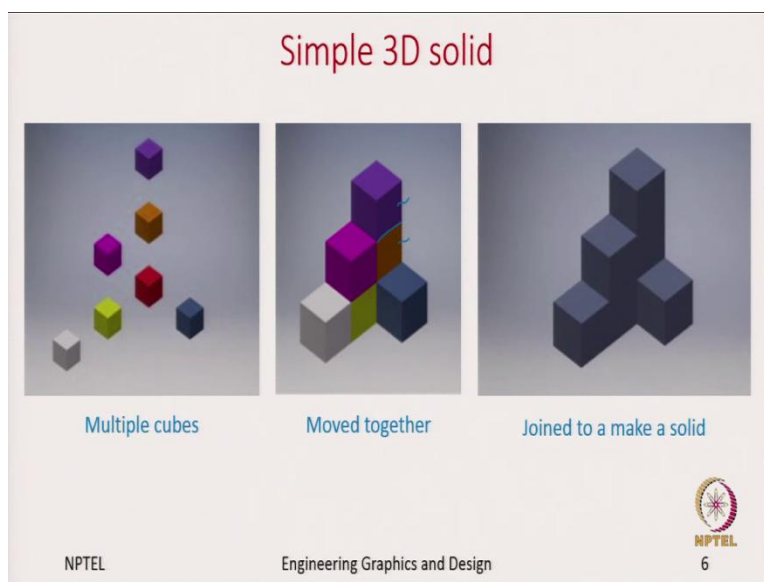 Simple 3D solid
Multiple cubes
Moved together
Joined to a make a solid
NPTEL
NPTEL
Engineering Graphics and Design
6